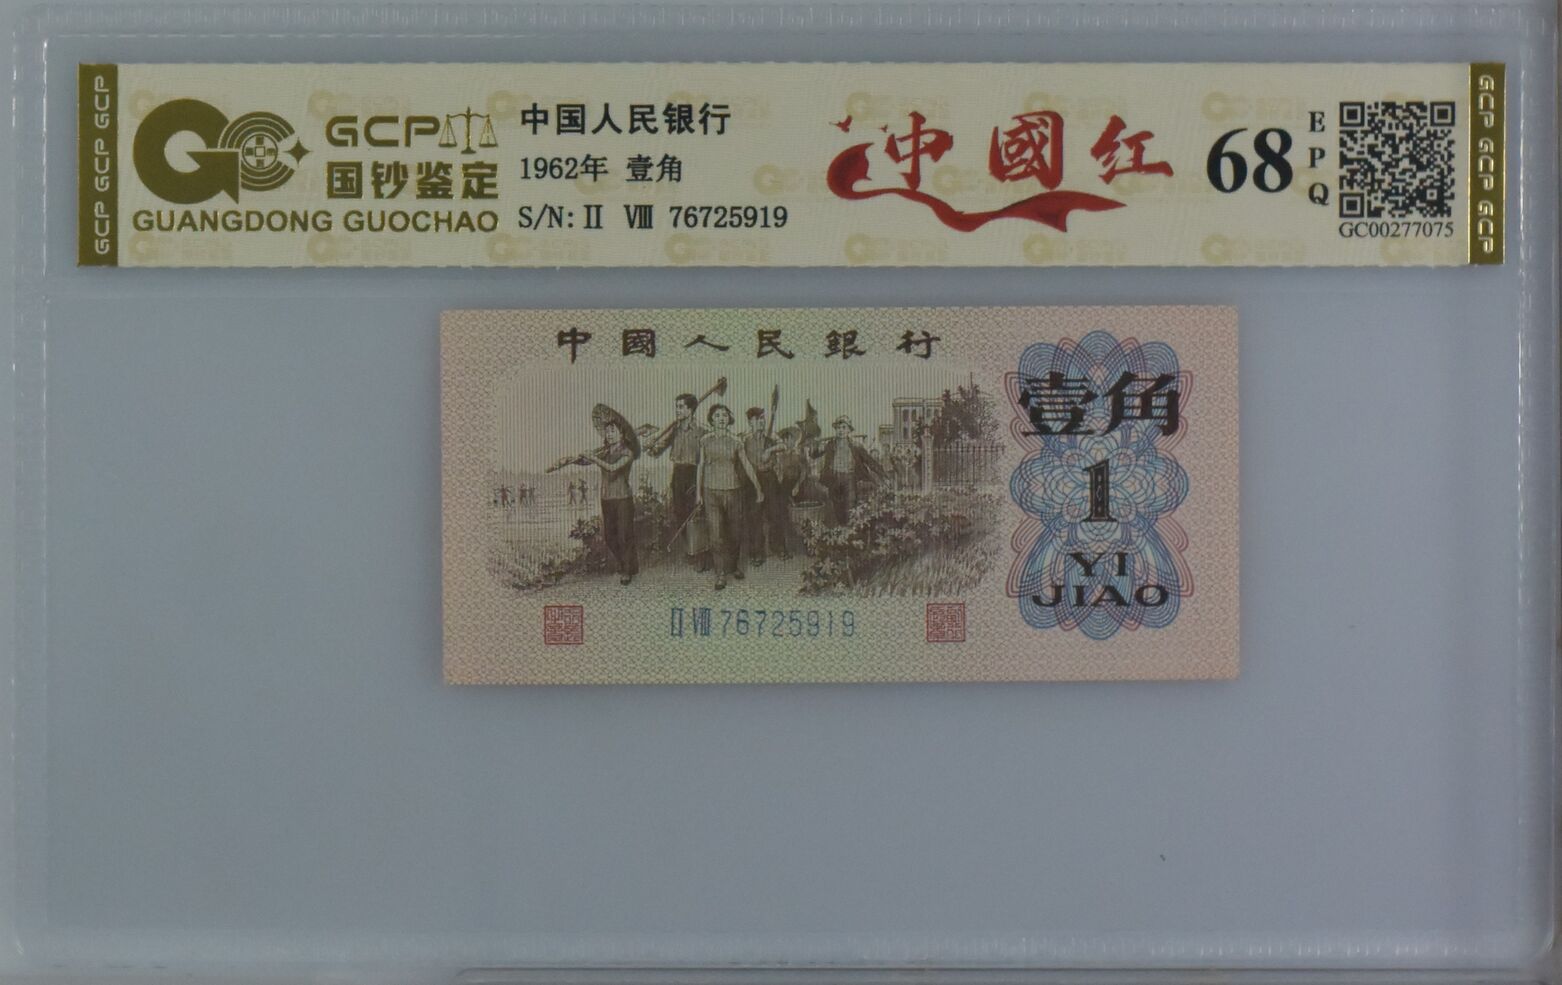 GCP GCP GCP
GCP
国钞鉴定
GUANGDONG GUOCHAO
中国人民银行
1962年 壹角
S/N: II VIII 76725919
中國红
68
EPQ
GC00277075
GCP GCP GCP
中國人民銀行
壹角
1
YI
JIAO
II VIII 76725919